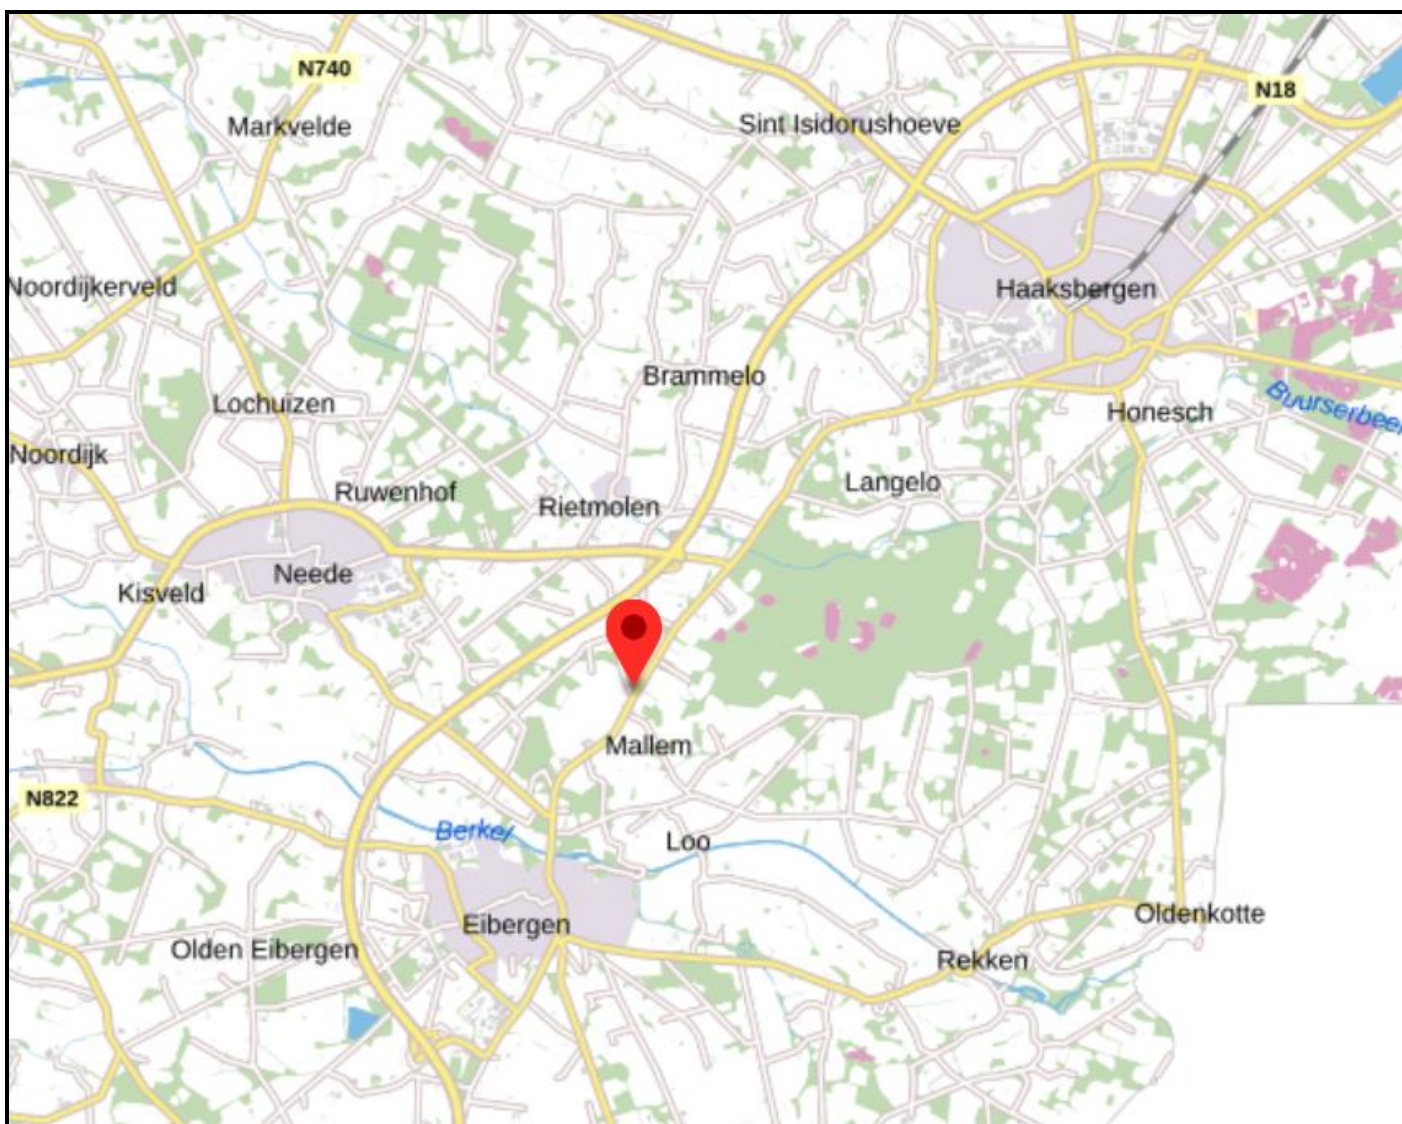 N740
N18
Markvelde
Sint Isidorushoeve
Noordijkerveld
Haaksbergen
Brammelo
Lochuizen
Buurserbeek
Honesch
Noordijk
Langelo
Ruwenhof
Rietmolen
Neede
Kisveld
Mallem
N822
Berkel
Loo
Oldenkotte
Eibergen
Olden Eibergen
Rekken